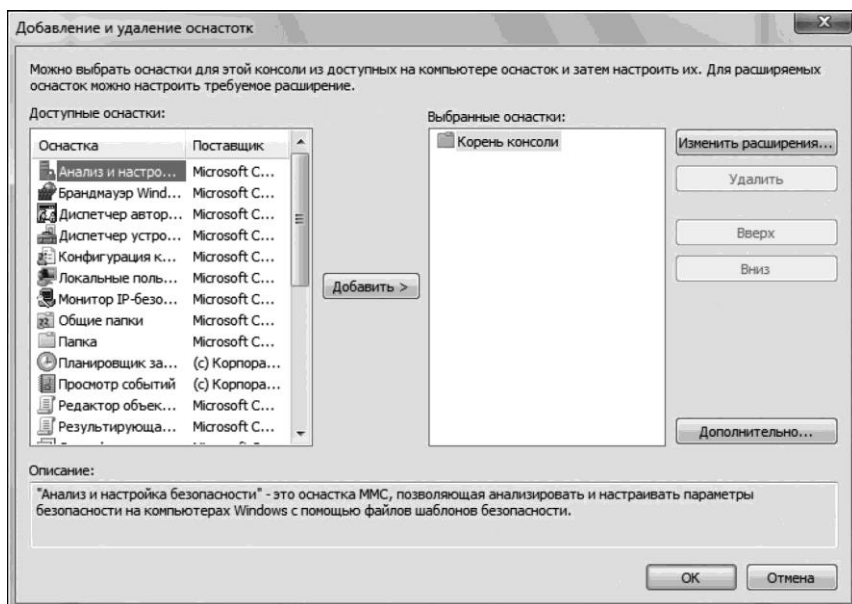 Добавление и удаление оснастотк
Можно выбрать оснастки для этой консоли из доступных на компьютере оснасток и затем настроить их. Для расширяемых
оснасток можно настроить требуемое расширение.
Доступные оснастки:
Выбранные оснастки:
Оснастка Поставщик
Анализ и настро... Microsoft C...
Брандмауэр Wind... Microsoft C...
Диспетчер автор... Microsoft C...
Диспетчер устро... Microsoft C...
Конфигурация к... Microsoft C...
Локальные поль... Microsoft C...
Монитор IP-безо... Microsoft C...
Общие папки Microsoft C...
Папка Microsoft C...
Планировщик за... (c) Корпора...
Просмотр событий (c) Корпора...
Редактор объек... Microsoft C...
Результирующа... Microsoft C...
Добавить >
Корень консоли
Изменить расширения...
Удалить
Вверх
Вниз
Дополнительно...
Описание:
"Анализ и настройка безопасности" - это оснастка MMC, позволяющая анализировать и настраивать параметры
безопасности на компьютерах Windows с помощью файлов шаблонов безопасности.
OK
Отмена